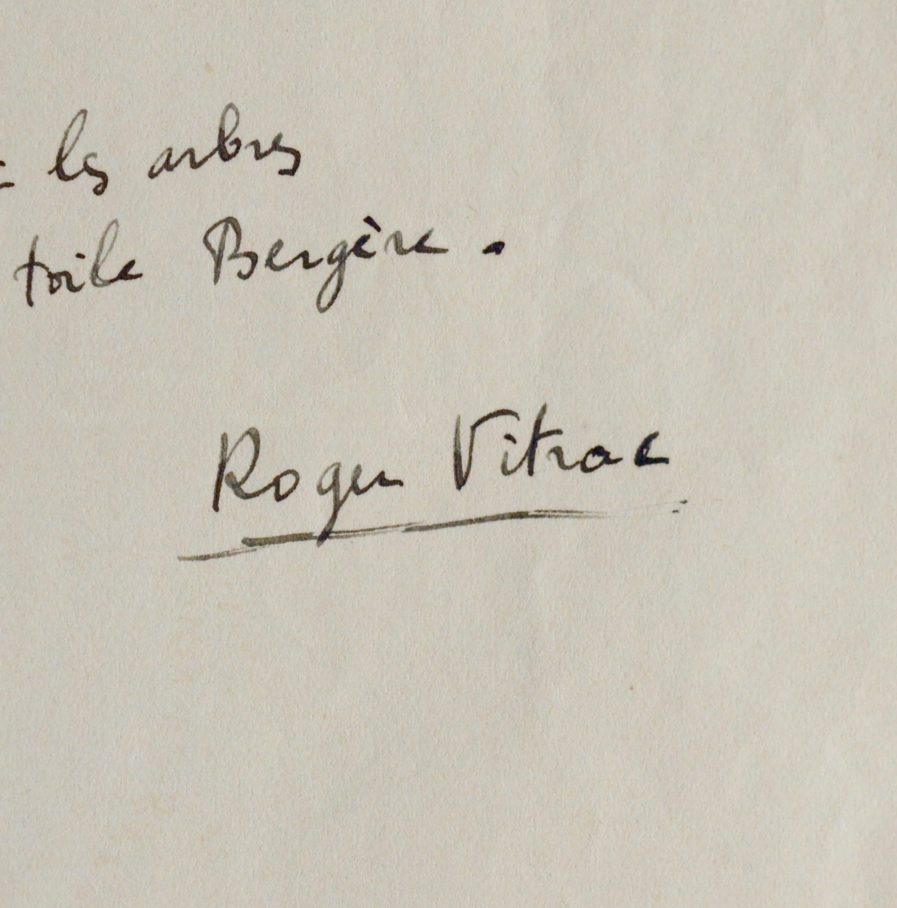 les arbres
toile Bergère.
Roger Vitrac